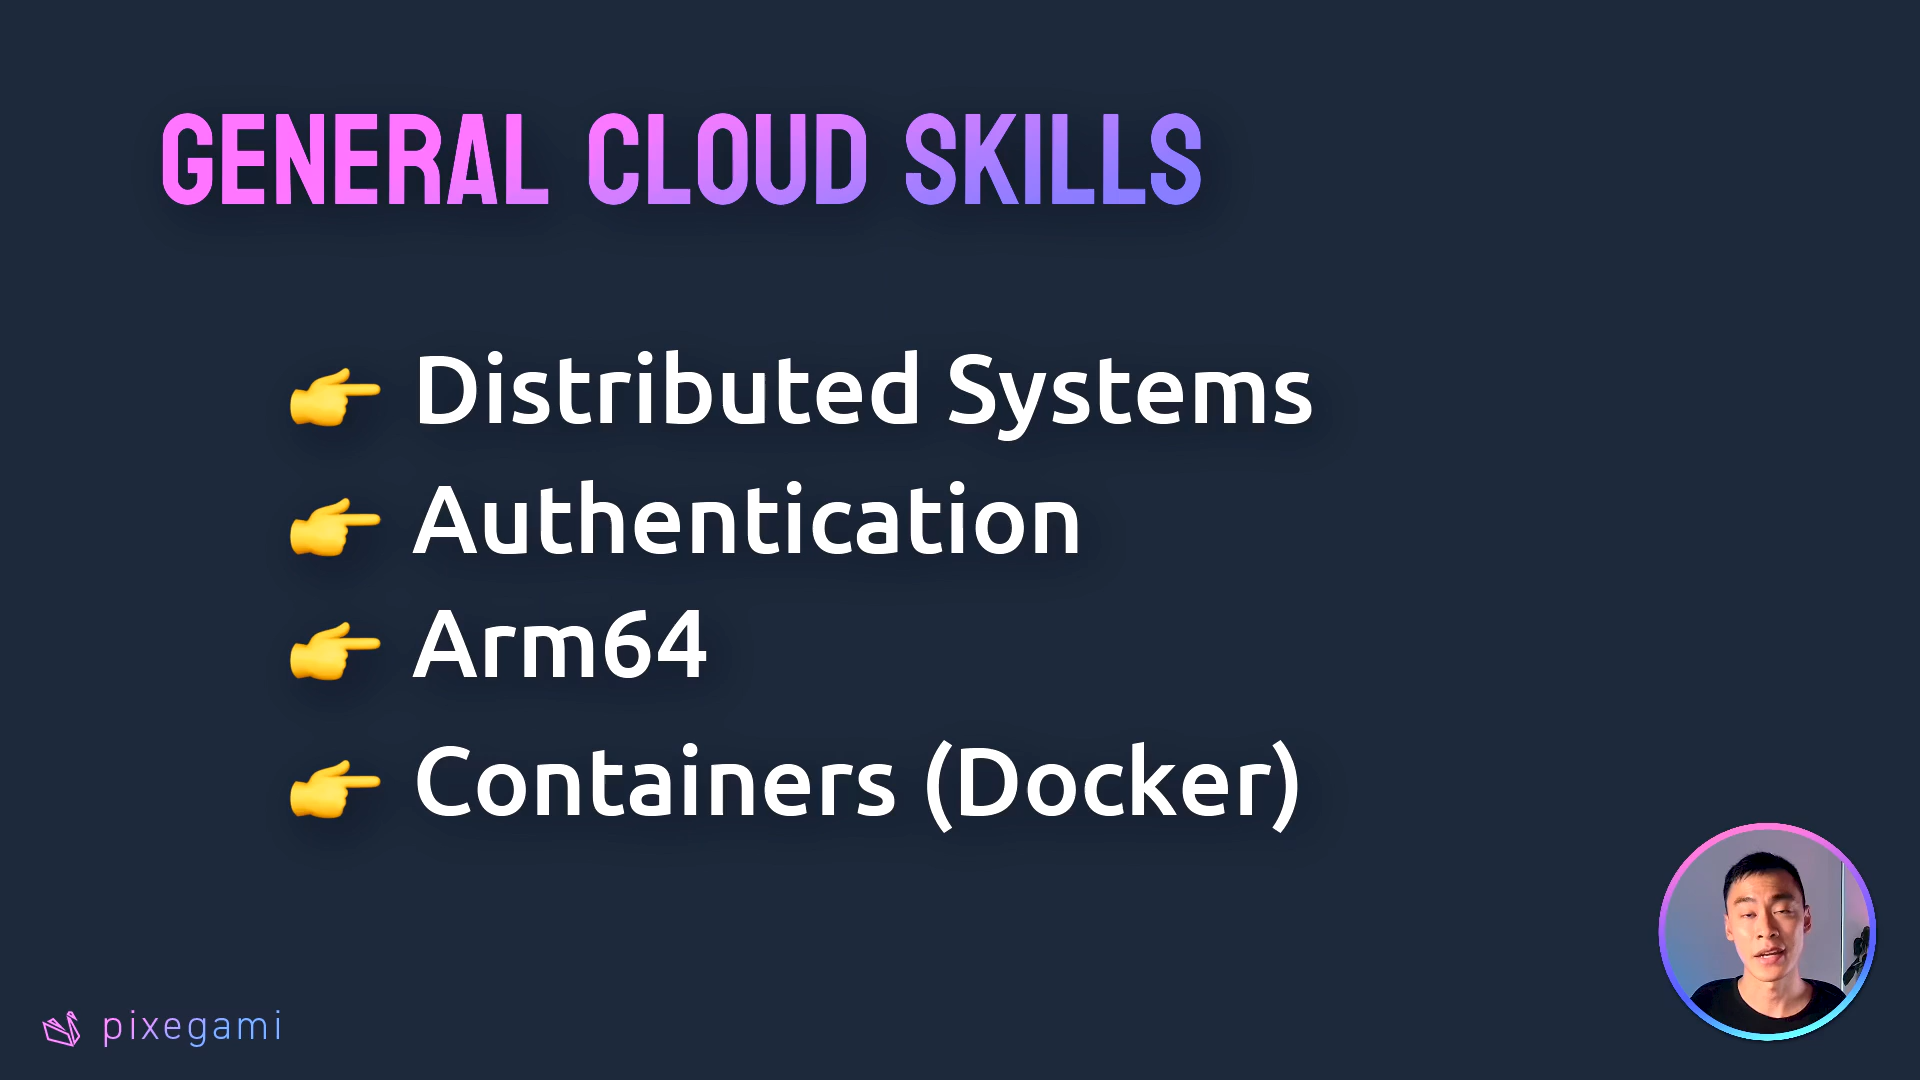 GENERAL CLOUD SKILLS
👉 Distributed Systems
👉 Authentication
👉 Arm64
👉 Containers (Docker)
pixegami